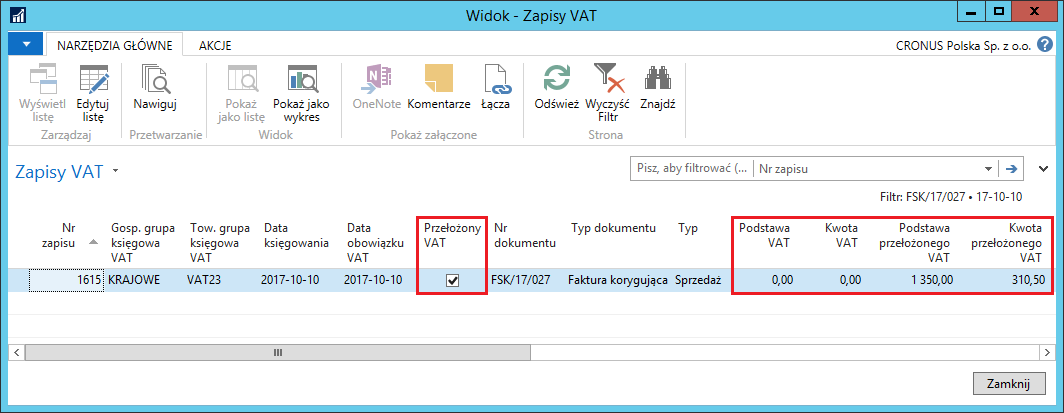 Widok - Zapisy VAT
NARZĘDZIA GŁÓWNE AKCJE CRONUS Polska Sp. z o.o.
Wyświetl listę
Edytuj listę
Zarządzaj
Nawiguj
Przetwarzanie
Pokaż jako listę
Pokaż jako wykres
Widok
OneNote
Komentarze
Łącza
Pokaż załączone
Odśwież
Wyczyść Filtr
Znajdź
Strona
Zapisy VAT
Pisz, aby filtrować (... Nr zapisu
Filtr: FSK/17/027 • 17-10-10
Nr zapisu
Gosp. grupa księgowa VAT
Tow. grupa księgowa VAT
Data księgowania
Data obowiązku VAT
Przełożony VAT
Nr dokumentu
Typ dokumentu
Typ
Podstawa VAT
Kwota VAT
Podstawa przełożonego VAT
Kwota przełożonego VAT
1615 KRAJOWE VAT23 2017-10-10 2017-10-10 FSK/17/027 Faktura korygująca Sprzedaż 0,00 0,00 1 350,00 310,50
Zamknij